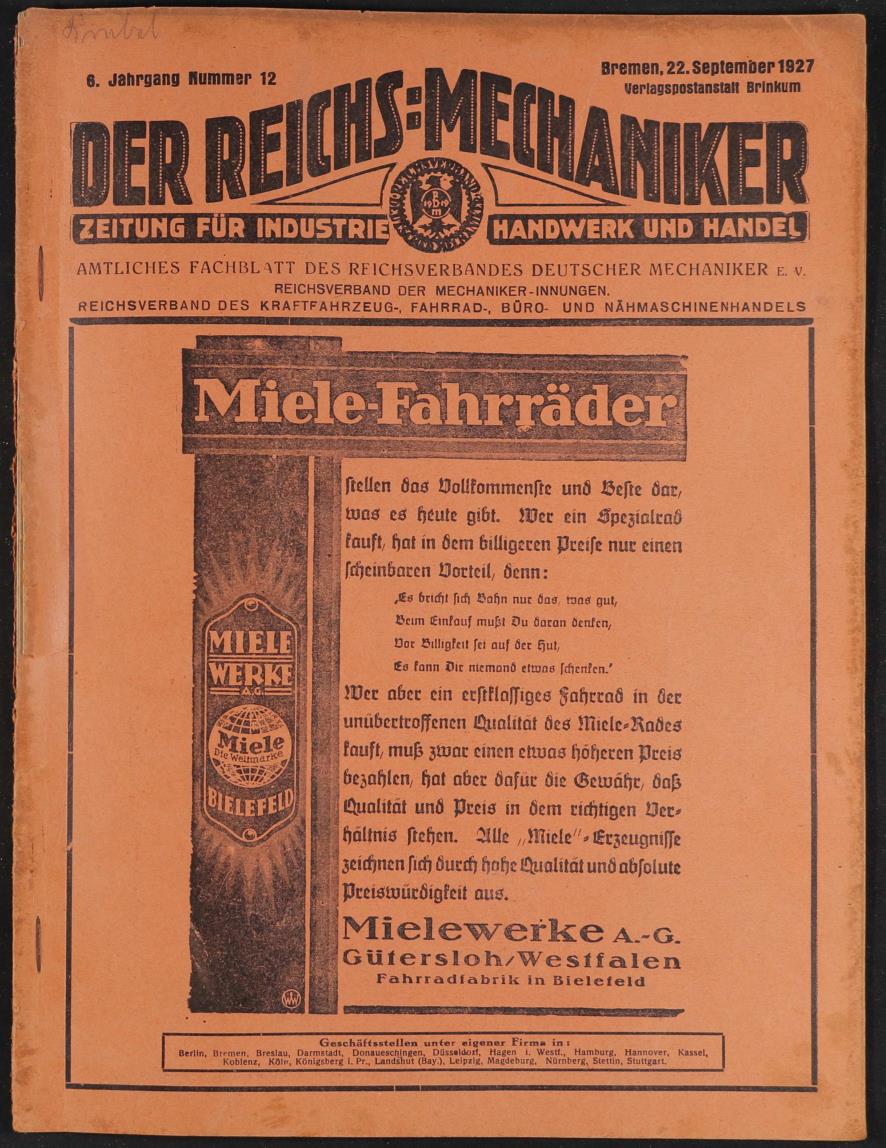 6. Jahrgang Nummer 12
Bremen, 22. September 1927
Verlagspostanstalt Brinkum
DER REICHS-MECHANIKER
ZEITUNG FÜR INDUSTRIE HANDWERK UND HANDEL
AMTLICHES FACHBLATT DES REICHSVERBANDES DEUTSCHER MECHANIKER E. V.
REICHSVERBAND DER MECHANIKER-INNUNGEN.
REICHSVERBAND DES KRAFTFAHRZEUG-, FAHRRAD-, BÜRO- UND NÄHMASCHINENHANDELS
Miele-Fahrräder
stellen das Vollkommenste und Beste dar,
was es heute gibt. Wer ein Spezialrad
kauft, hat in dem billigeren Preise nur einen
scheinbaren Vorteil, denn:
„Es bricht sich Bahn nur das, was gut,
Beim Einkauf mußt Du daran denken,
Vor Billigkeit sei auf der Hut,
Es kann Dir niemand etwas schenken.“
Wer aber ein erstklassiges Fahrrad in der
unübertroffenen Qualität des Miele-Rades
kauft, muß zwar einen etwas höheren Preis
bezahlen, hat aber dafür die Gewähr, daß
Qualität und Preis in dem richtigen Ver-
hältnis stehen. Alle „Miele“-Erzeugnisse
zeichnen sich durch hohe Qualität und absolute
Preiswürdigkeit aus.
MIELE
WERKE
A.G.
Miele
Die Weltmarke
BIELEFELD
Mielewerke A.-G.
Gütersloh/Westfalen
Fahrradfabrik in Bielefeld
Geschäftsstellen unter eigener Firma in:
Berlin, Bremen, Breslau, Darmstadt, Donaueschingen, Düsseldorf, Hagen i. Westf., Hamburg, Hannover, Kassel,
Koblenz, Köln, Königsberg i. Pr., Landshut (Bay.), Leipzig, Magdeburg, Nürnberg, Stettin, Stuttgart.